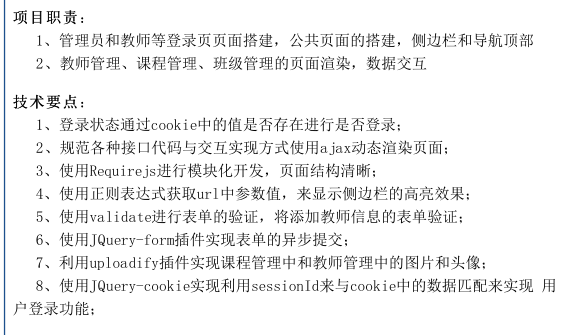 项目职责：
1、管理员和教师等登录页页面搭建，公共页面的搭建，侧边栏和导航顶部
2、教师管理、课程管理、班级管理的页面渲染，数据交互
技术要点：
1、登录状态通过cookie中的值是否存在进行是否登录；
2、规范各种接口代码与交互实现方式使用ajax动态渲染页面；
3、使用Requirejs进行模块化开发，页面结构清晰；
4、使用正则表达式获取url中参数值，来显示侧边栏的高亮效果；
5、使用validate进行表单的验证，将添加教师信息的表单验证；
6、使用JQuery-form插件实现表单的异步提交；
7、利用uploadify插件实现课程管理中和教师管理中的图片和头像；
8、使用JQuery-cookie实现利用sessionId来与cookie中的数据匹配来实现 用
户登录功能；